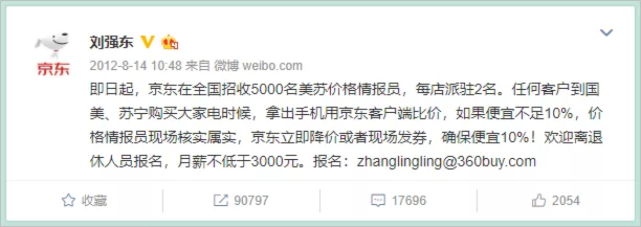 刘强东
京东
2012-8-14 10:48 来自 微博 weibo.com
即日起，京东在全国招收5000名美苏价格情报员，每店派驻2名。任何客户到国
美、苏宁购买大家电时候，拿出手机用京东客户端比价，如果便宜不足10%，价
格情报员现场核实属实，京东立即降价或者现场发券，确保便宜10%！欢迎离退
休人员报名，月薪不低于3000元。报名：zhanglingling@360buy.com
收藏
90797
17696
2054